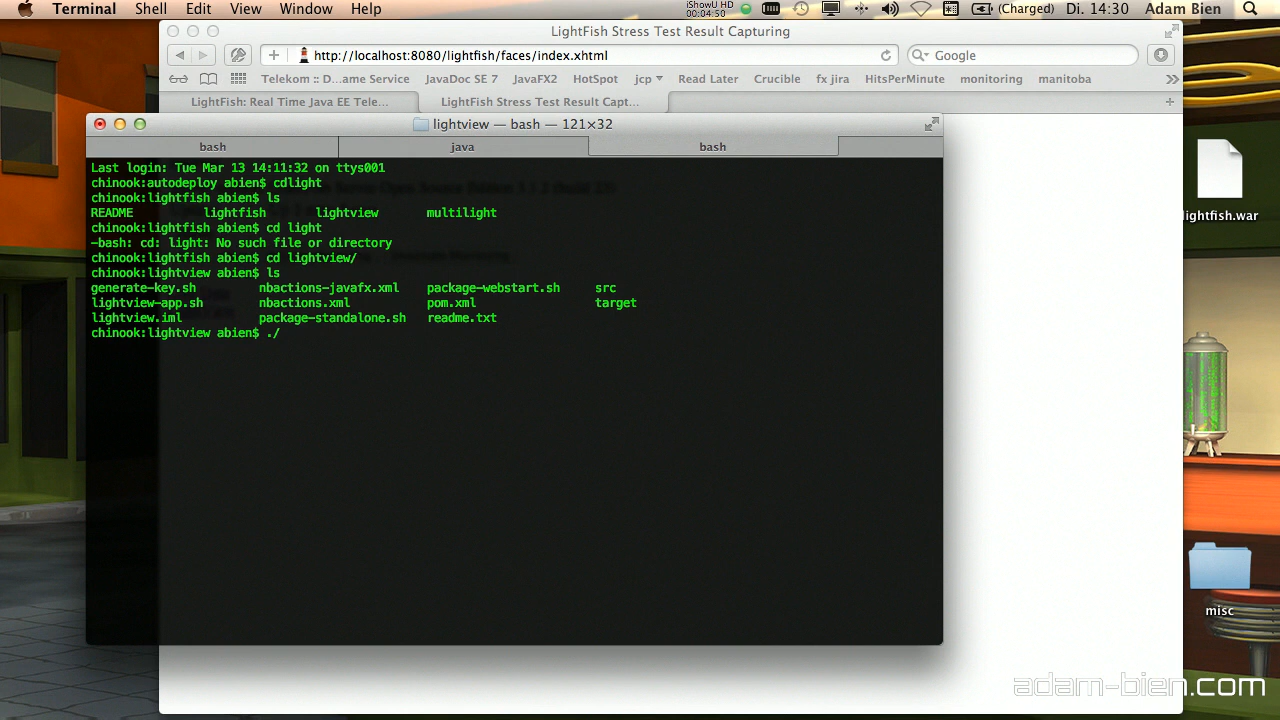 Terminal Shell Edit View Window Help iShowU HD 00:04:50 (Charged) Di. 14:30 Adam Bien
LightFish Stress Test Result Capturing
http://localhost:8080/lightfish/faces/index.xhtml Google
Telekom :: D...ame Service JavaDoc SE 7 JavaFX2 HotSpot jcp Read Later Crucible fx jira HitsPerMinute monitoring manitoba
LightFish: Real Time Java EE Tele... LightFish Stress Test Result Capt...
lightview — bash — 121×32
bash java bash
Last login: Tue Mar 13 14:11:32 on ttys001
chinook:autodeploy abien$ cdlight
chinook:lightfish abien$ ls
README lightfish lightview multilight
chinook:lightfish abien$ cd light
-bash: cd: light: No such file or directory
chinook:lightfish abien$ cd lightview/
chinook:lightview abien$ ls
generate-key.sh nbactions-javafx.xml package-webstart.sh src
lightview-app.sh nbactions.xml pom.xml target
lightview.iml package-standalone.sh readme.txt
chinook:lightview abien$ ./
lightfish.war
misc
adam-bien.com